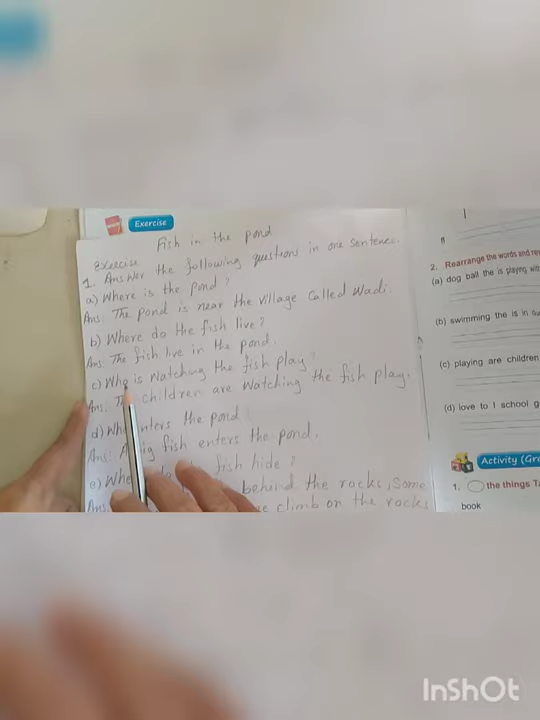 Exercise
Fish in the pond
Exercise
1. Answer the following questions in one sentence.
a) Where is the pond?
Ans: The pond is near the village called Wadi.
b) Where do the fish live?
Ans: The fish live in the pond.
c) Who is watching the fish play?
Ans: The children are watching the fish play.
d) Who enters the pond
Ans: A big fish enters the pond.
e) fish hide?
Ans. behind the rocks, Some
climb on the rocks
2. Rearrange the words and
(a) dog ball the is playing
(b) swimming the is in
(c) playing are children
(d) love to I school
Activity
1. the things
book
InShOt